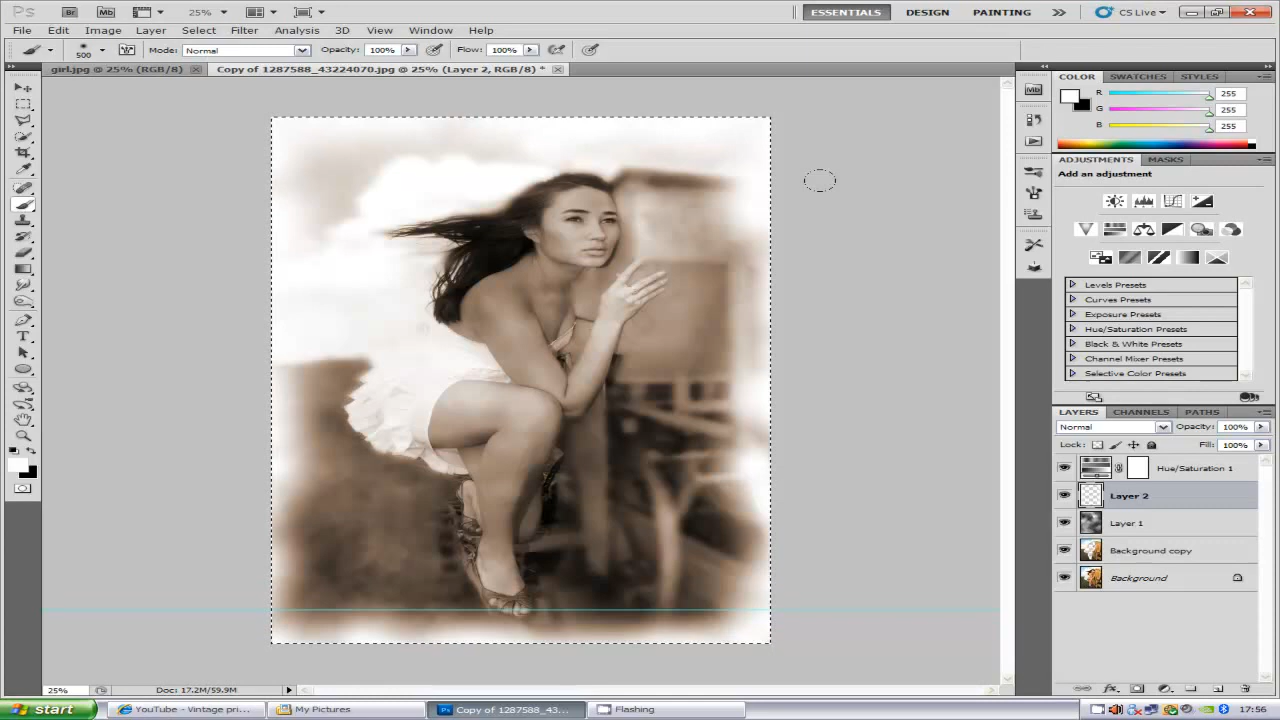 Ps Br Mb 25% ESSENTIALS DESIGN PAINTING CS Live
File Edit Image Layer Select Filter Analysis 3D View Window Help
500 Mode: Normal Opacity: 100% Flow: 100%
girl.jpg @ 25% (RGB/8) Copy of 1287588_43224070.jpg @ 25% (Layer 2, RGB/8) *
COLOR SWATCHES STYLES
R 255
G 255
B 255
ADJUSTMENTS MASKS
Add an adjustment
Levels Presets
Curves Presets
Exposure Presets
Hue/Saturation Presets
Black & White Presets
Channel Mixer Presets
Selective Color Presets
LAYERS CHANNELS PATHS
Normal Opacity: 100%
Lock: Fill: 100%
Hue/Saturation 1
Layer 2
Layer 1
Background copy
Background
25% Doc: 17.2M/59.9M
start YouTube - Vintage pri... My Pictures Copy of 1287588_43... Flashing 17:56